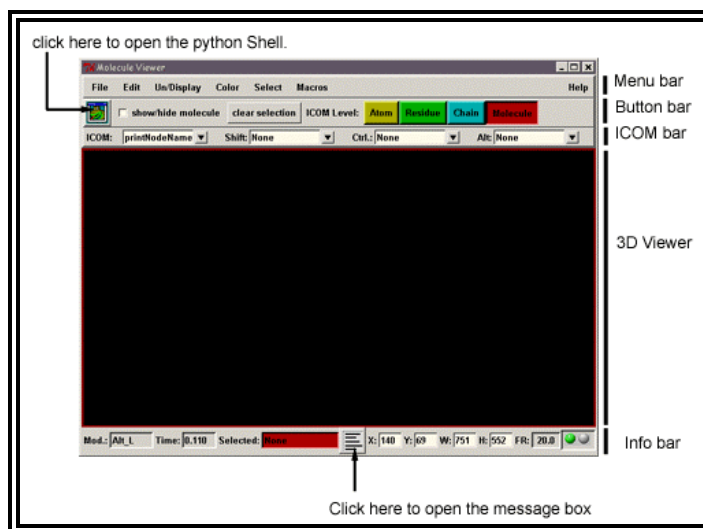 click here to open the python Shell.
Molecule Viewer
File Edit Un/Display Color Select Macros Help
Menu bar
show/hide molecule clear selection ICOM Level: Atom Residue Chain Molecule
Button bar
ICOM: printNodeName Shift: None Ctrl.: None Alt: None
ICOM bar
3D Viewer
Mod.: Alt_L Time: 0.110 Selected: None X: 140 Y: 69 W: 751 H: 552 FR: 20.0
Info bar
Click here to open the message box